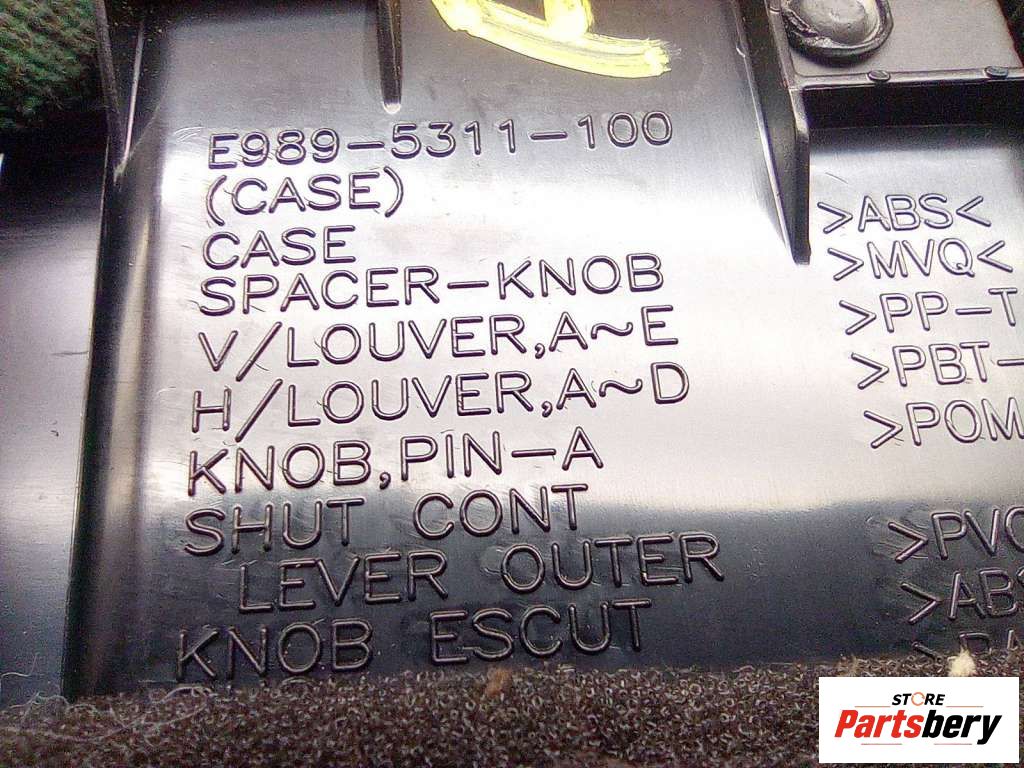 E989-5311-100
(CASE)
CASE >ABS<
SPACER-KNOB >MVQ<
V/LOUVER,A~E >PP-T
H/LOUVER,A~D >PBT-
KNOB,PIN-A >POM
SHUT CONT
LEVER OUTER >PVC
KNOB ESCUT >ABS
STORE
Partsbery